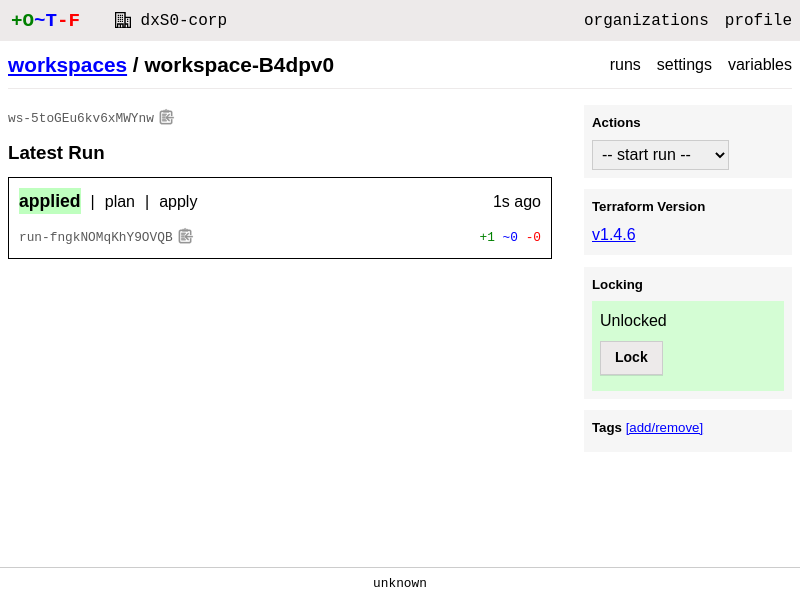 +O~T-F dxS0-corp organizations profile
workspaces / workspace-B4dpv0 runs settings variables
ws-5toGEu6kv6xMWYnw
Latest Run
applied | plan | apply 1s ago
run-fngkNOMqKhY9OVQB +1 ~0 -0
Actions
-- start run --
Terraform Version
v1.4.6
Locking
Unlocked
Lock
Tags [add/remove]
unknown